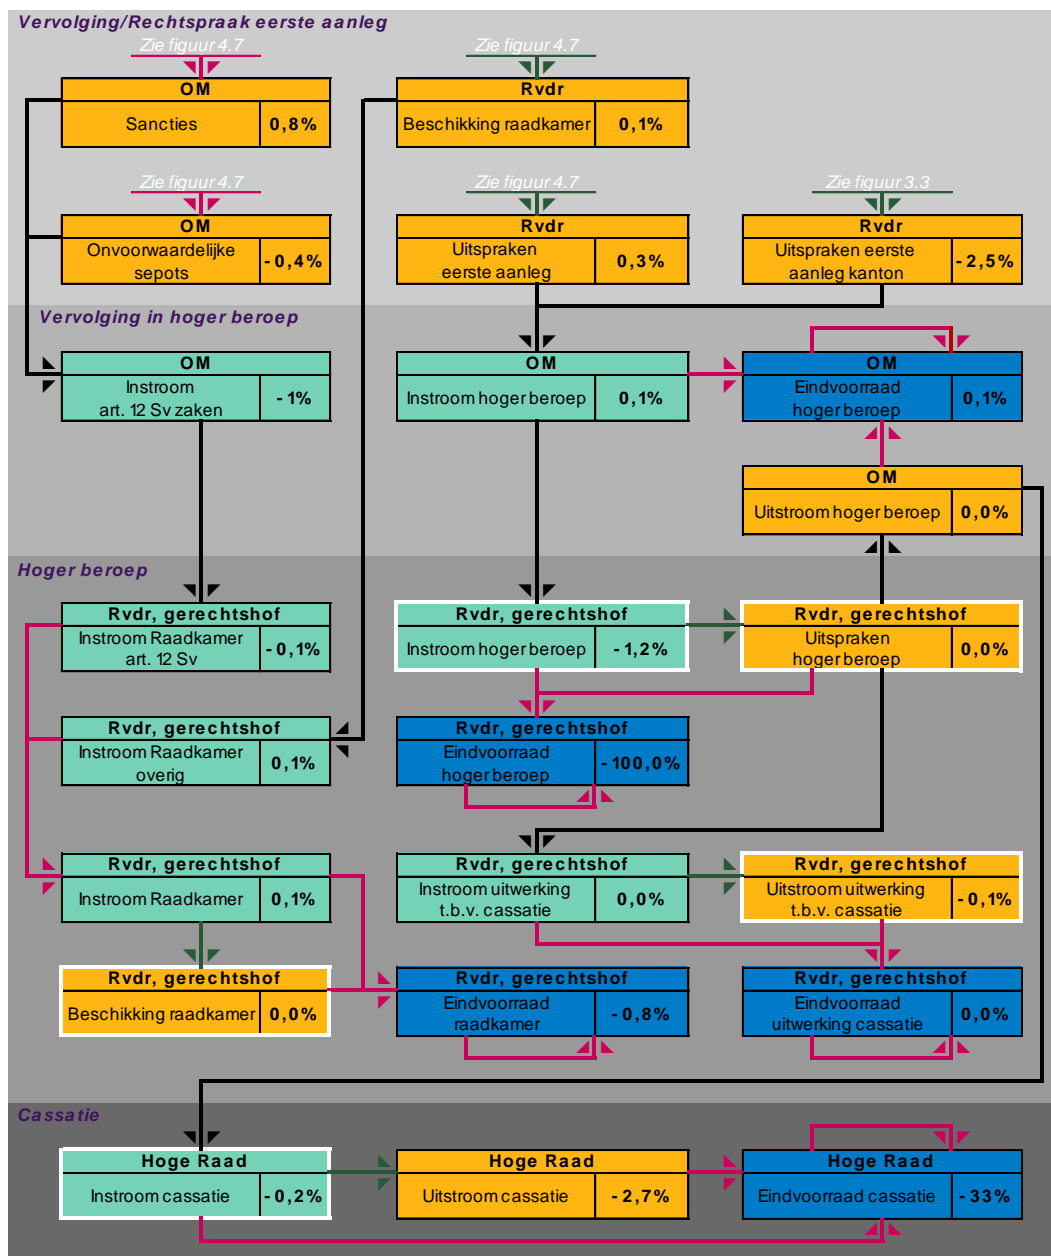 Vervolging/Rechtspraak eerste aanleg
Zie figuur 4.7
Zie figuur 4.7
OM
Sancties
0,8%
Rvdr
Beschikking raadkamer
0,1%
Zie figuur 4.7
Zie figuur 4.7
Zie figuur 3.3
OM
Onvoorwaardelijke
sepots
-0,4%
Rvdr
Uitspraken
eerste aanleg
0,3%
Rvdr
Uitspraken eerste
aanleg kanton
-2,5%
Vervolging in hoger beroep
OM
Instroom
art. 12 Sv zaken
-1%
OM
Instroom hoger beroep
0,1%
OM
Eindvoorraad
hoger beroep
0,1%
OM
Uitstroom hoger beroep
0,0%
Hoger beroep
Rvdr, gerechtshof
Instroom Raadkamer
art. 12 Sv
-0,1%
Rvdr, gerechtshof
Instroom hoger beroep
-1,2%
Rvdr, gerechtshof
Uitspraken
hoger beroep
0,0%
Rvdr, gerechtshof
Instroom Raadkamer
overig
0,1%
Rvdr, gerechtshof
Eindvoorraad
hoger beroep
-100,0%
Rvdr, gerechtshof
Instroom Raadkamer
0,1%
Rvdr, gerechtshof
Instroom uitwerking
t.b.v. cassatie
0,0%
Rvdr, gerechtshof
Uitstroom uitwerking
t.b.v. cassatie
-0,1%
Rvdr, gerechtshof
Beschikking raadkamer
0,0%
Rvdr, gerechtshof
Eindvoorraad
raadkamer
-0,8%
Rvdr, gerechtshof
Eindvoorraad
uitwerking cassatie
0,0%
Cassatie
Hoge Raad
Instroom cassatie
-0,2%
Hoge Raad
Uitstroom cassatie
-2,7%
Hoge Raad
Eindvoorraad cassatie
-33%